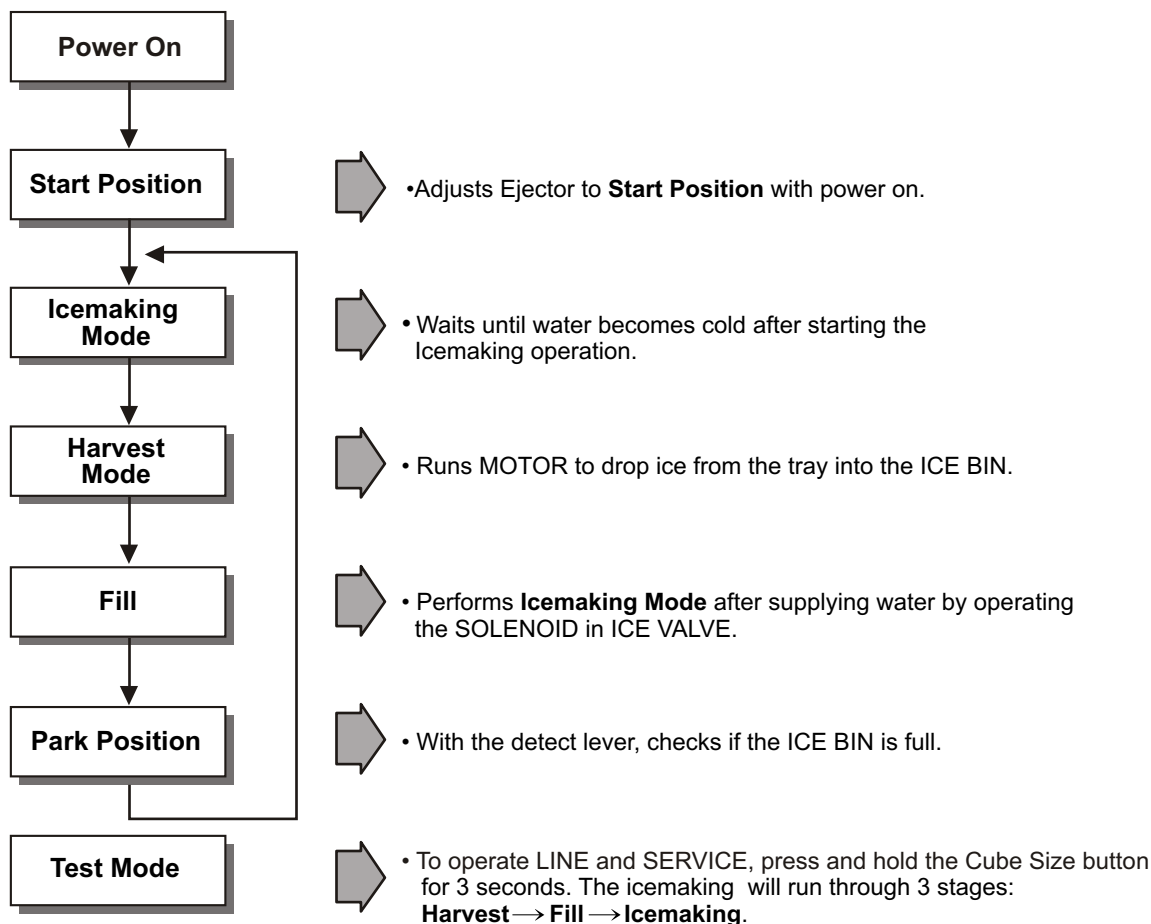 Power On
Start Position
•Adjusts Ejector to Start Position with power on.
Icemaking
Mode
• Waits until water becomes cold after starting the
Icemaking operation.
Harvest
Mode
• Runs MOTOR to drop ice from the tray into the ICE BIN.
Fill
• Performs Icemaking Mode after supplying water by operating
the SOLENOID in ICE VALVE.
Park Position
• With the detect lever, checks if the ICE BIN is full.
Test Mode
• To operate LINE and SERVICE, press and hold the Cube Size button
for 3 seconds. The icemaking will run through 3 stages:
Harvest→Fill→Icemaking.